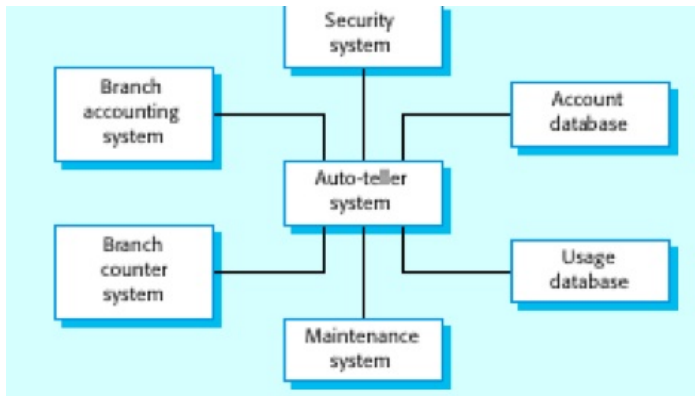 Security
system
Branch
accounting
system
Account
database
Auto-teller
system
Branch
counter
system
Usage
database
Maintenance
system